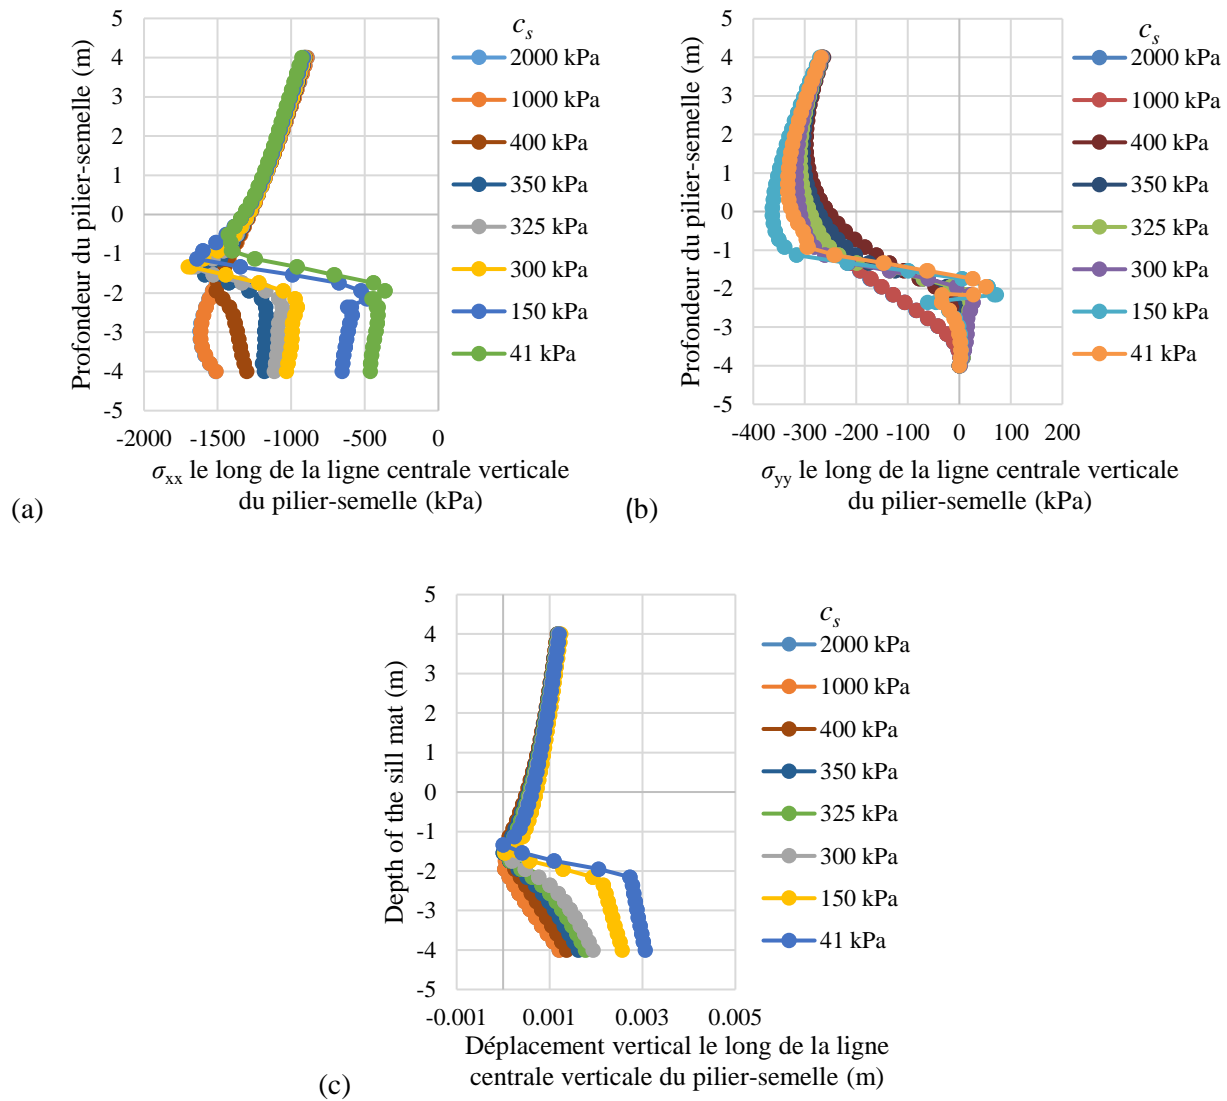 5
4
3
2
1
0
-1
-2
-3
-4
-5
Profondeur du pilier-semelle (m)
-2000 -1500 -1000 -500 0
σxx le long de la ligne centrale verticale
du pilier-semelle (kPa)
(a)
cs
2000 kPa
1000 kPa
400 kPa
350 kPa
325 kPa
300 kPa
150 kPa
41 kPa
5
4
3
2
1
0
-1
-2
-3
-4
-5
Profondeur du pilier-semelle (m)
-400 -300 -200 -100 0 100 200
σyy le long de la ligne centrale verticale
du pilier-semelle (kPa)
(b)
cs
2000 kPa
1000 kPa
400 kPa
350 kPa
325 kPa
300 kPa
150 kPa
41 kPa
5
4
3
2
1
0
-1
-2
-3
-4
-5
Depth of the sill mat (m)
-0.001 0.001 0.003 0.005
Déplacement vertical le long de la ligne
centrale verticale du pilier-semelle (m)
(c)
cs
2000 kPa
1000 kPa
400 kPa
350 kPa
325 kPa
300 kPa
150 kPa
41 kPa